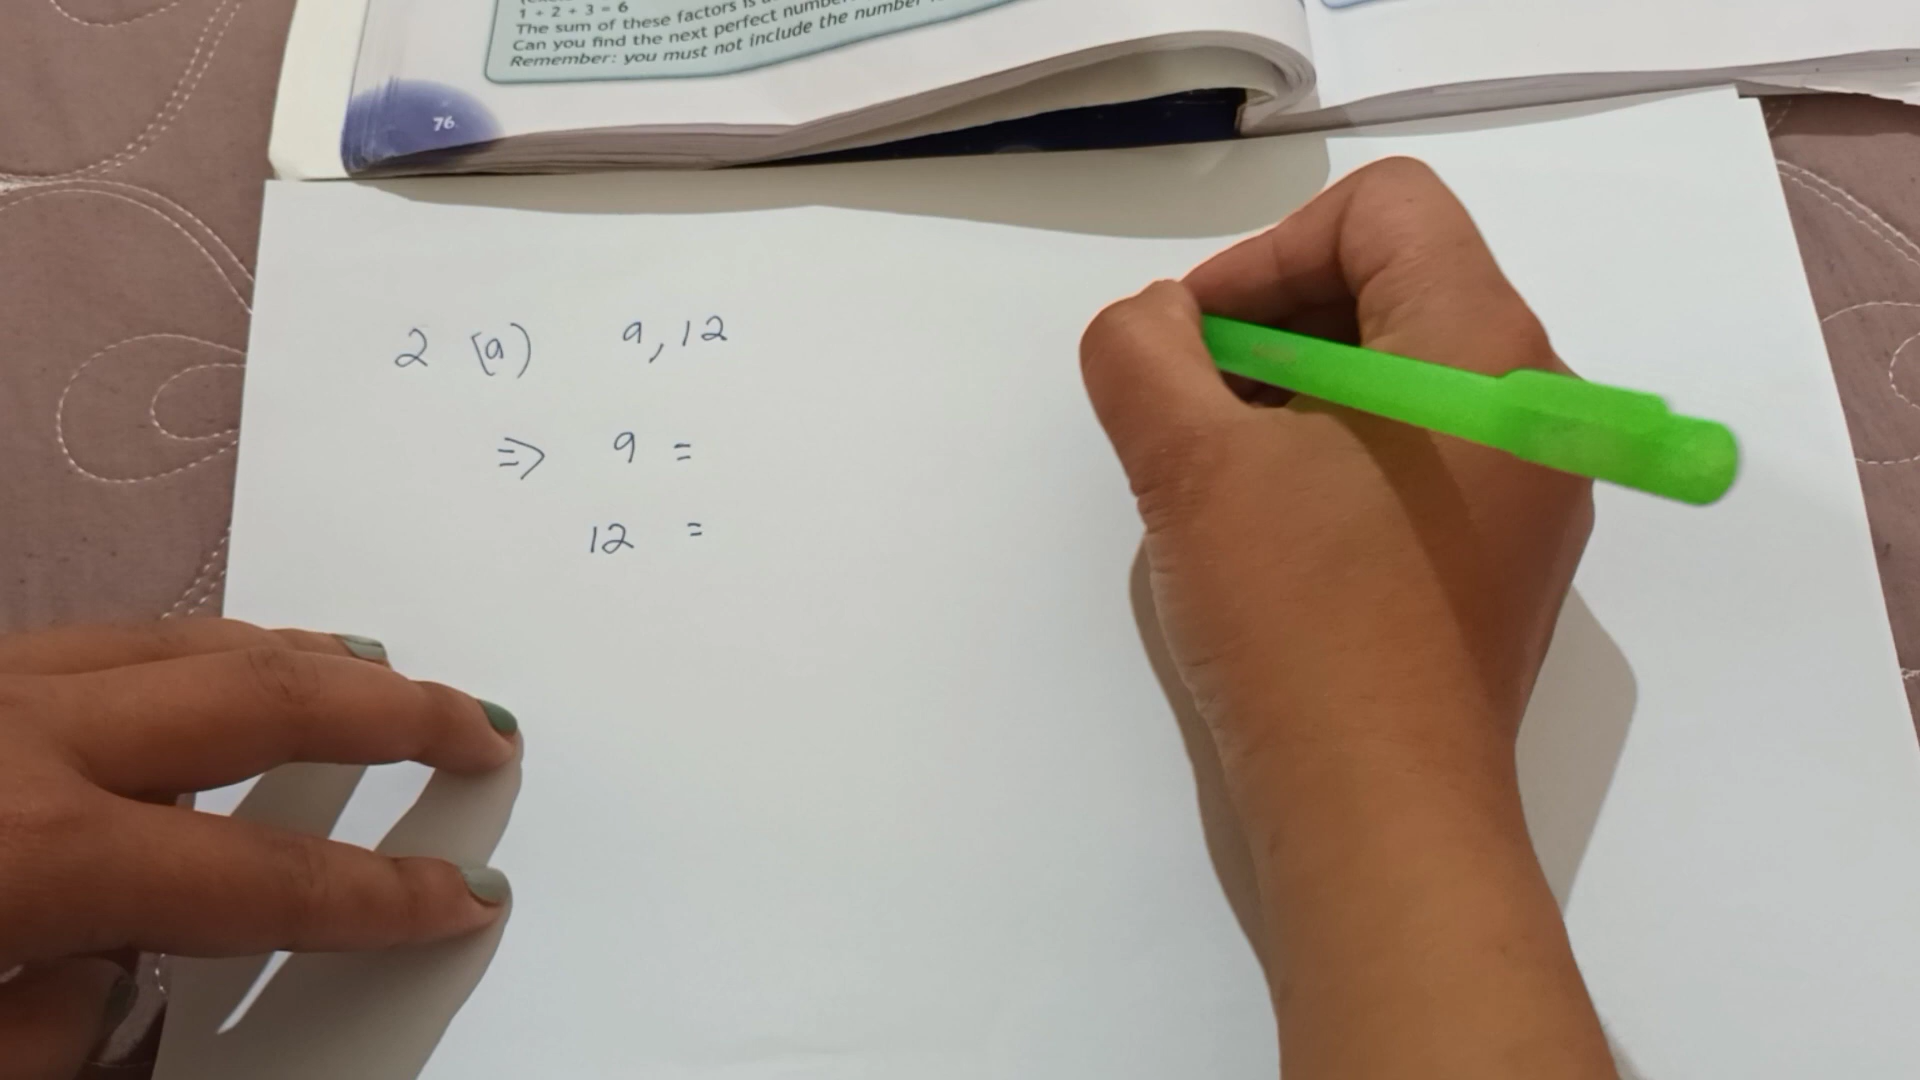 1 + 2 + 3 = 6
The sum of these factors is
Can you find the next perfect number
Remember: you must not include the number
76
2 (a) 9, 12
⇒ 9 =
12 =